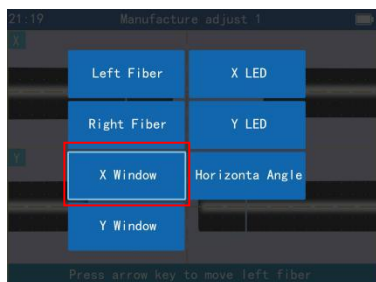 21:19 Manufacture adjust 1
X
Left Fiber X LED
Right Fiber Y LED
Y
X Window Horizonta Angle
Y Window
Press arrow key to move left fiber